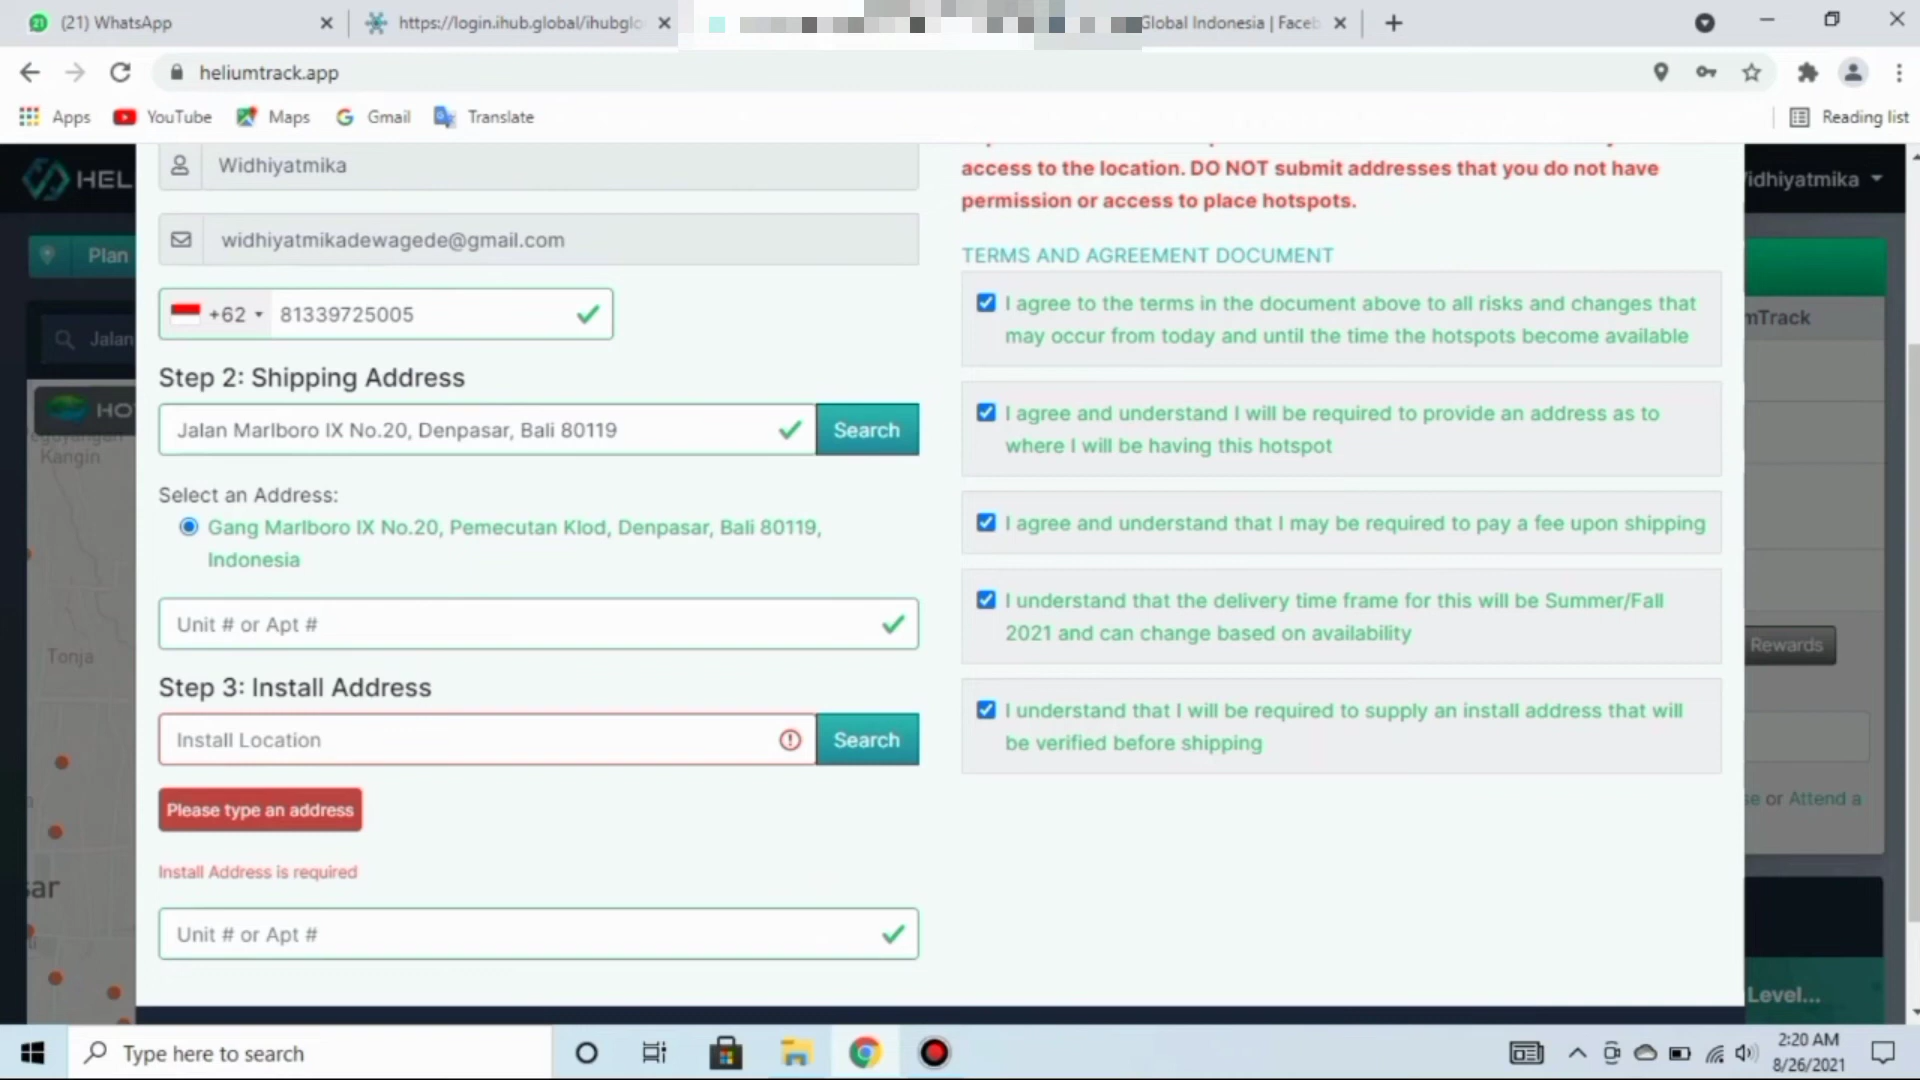 (21) WhatsApp
https://login.ihub.global/ihubglo
Global Indonesia | Faceb
heliumtrack.app
Apps
YouTube
Maps
Gmail
Translate
Reading list
HEL
Widhiyatmika
access to the location. DO NOT submit addresses that you do not have
permission or access to place hotspots.
idhiyatmika
Plan
widhiyatmikadewagede@gmail.com
TERMS AND AGREEMENT DOCUMENT
+62 81339725005
I agree to the terms in the document above to all risks and changes that
may occur from today and until the time the hotspots become available
mTrack
Jalan
Step 2: Shipping Address
HO
Jalan Marlboro IX No.20, Denpasar, Bali 80119
Search
I agree and understand I will be required to provide an address as to
where I will be having this hotspot
Kangin
Select an Address:
Gang Marlboro IX No.20, Pemecutan Klod, Denpasar, Bali 80119,
Indonesia
I agree and understand that I may be required to pay a fee upon shipping
Unit # or Apt #
I understand that the delivery time frame for this will be Summer/Fall
2021 and can change based on availability
Rewards
Tonja
Step 3: Install Address
Install Location
Search
I understand that I will be required to supply an install address that will
be verified before shipping
Please type an address
se or Attend a
Install Address is required
sar
Unit # or Apt #
Level...
Type here to search
2:20 AM
8/26/2021